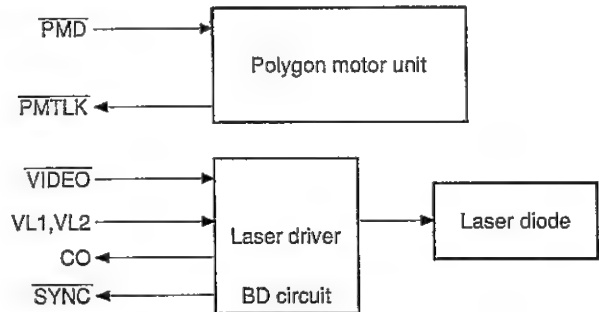 PMD
Polygon motor unit
PMTLK
VIDEO
VL1,VL2
Laser driver
Laser diode
CO
SYNC
BD circuit